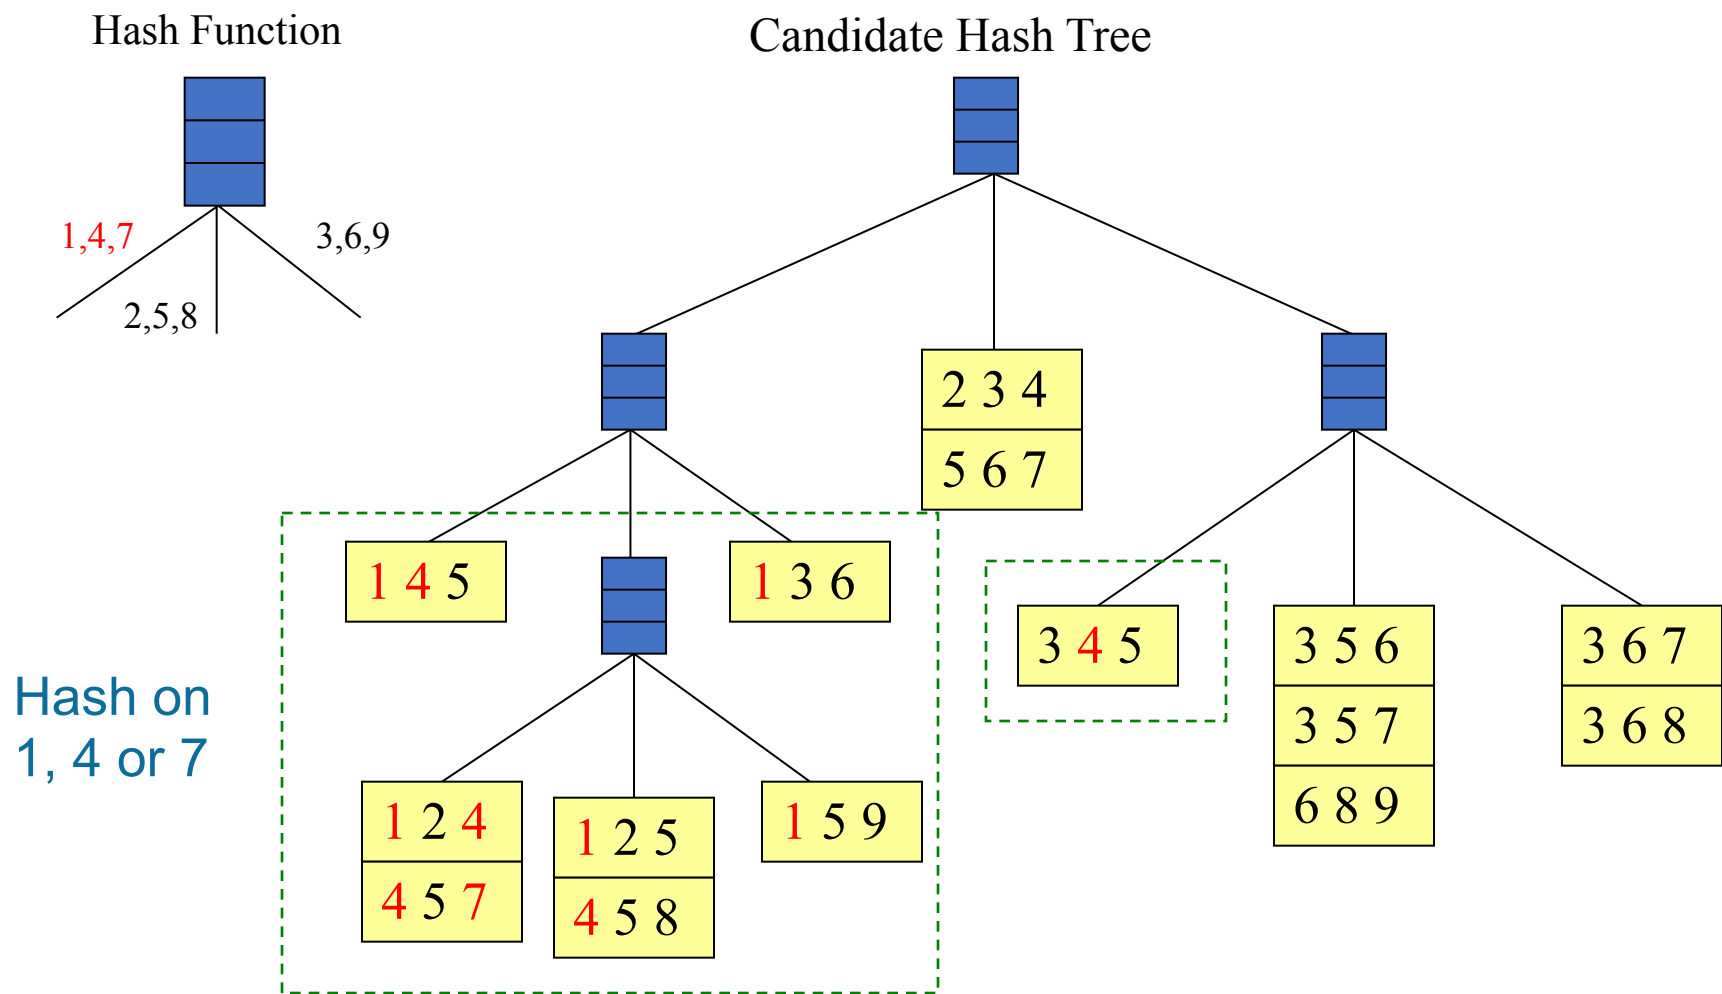 Hash Function
Candidate Hash Tree
1,4,7
3,6,9
2,5,8
2 3 4
5 6 7
1 4 5
1 3 6
3 4 5
3 5 6
3 6 7
3 5 7
3 6 8
6 8 9
Hash on
1, 4 or 7
1 2 4
1 2 5
1 5 9
4 5 7
4 5 8